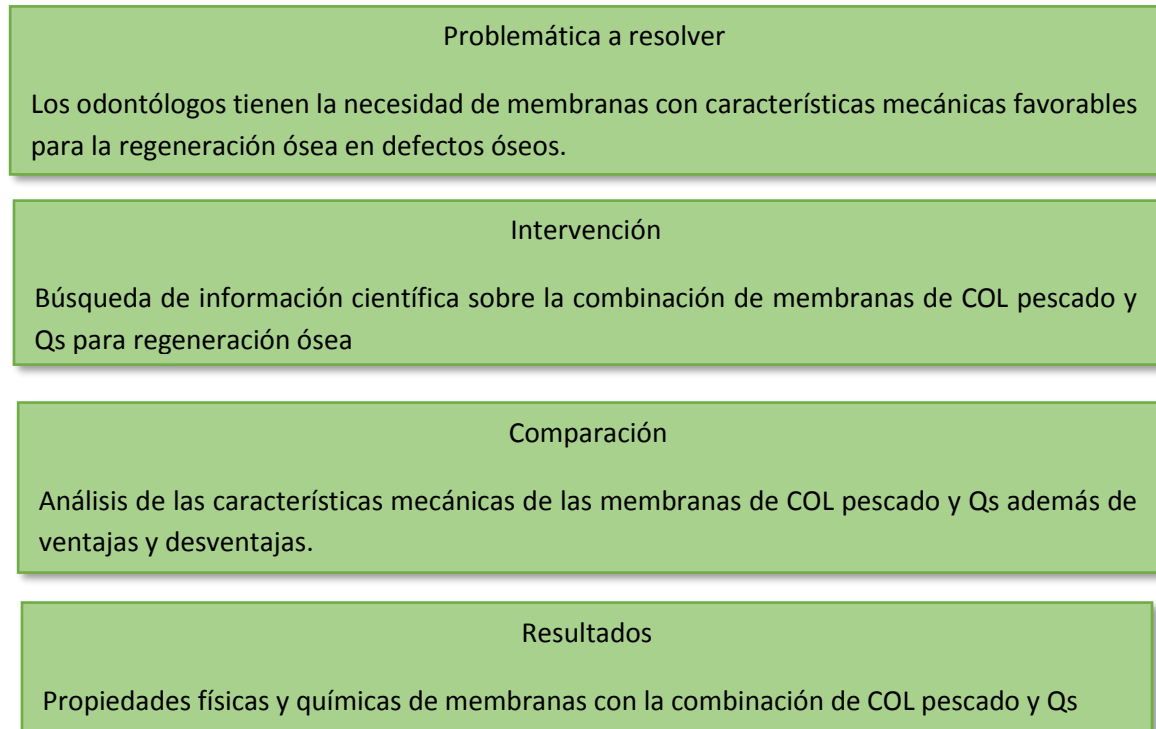 Problemática a resolver
Los odontólogos tienen la necesidad de membranas con características mecánicas favorables
para la regeneración ósea en defectos óseos.
Intervención
Búsqueda de información científica sobre la combinación de membranas de COL pescado y
Qs para regeneración ósea
Comparación
Análisis de las características mecánicas de las membranas de COL pescado y Qs además de
ventajas y desventajas.
Resultados
Propiedades físicas y químicas de membranas con la combinación de COL pescado y Qs